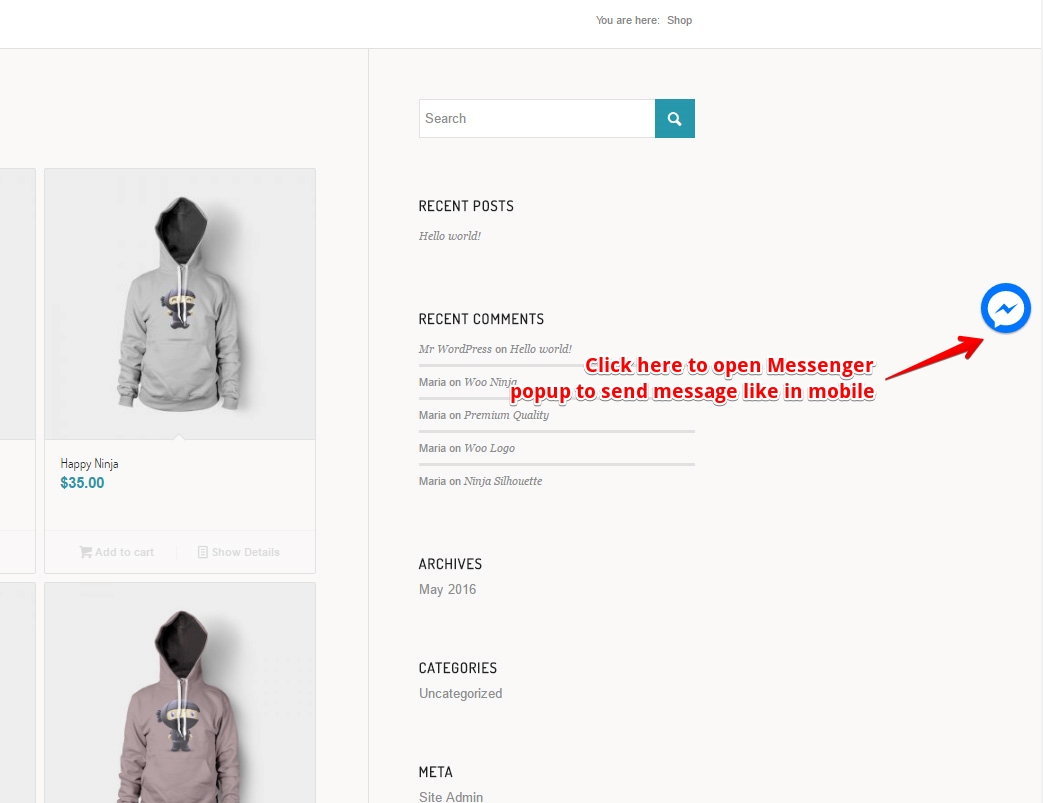 You are here: Shop
Search
RECENT POSTS
Hello world!
RECENT COMMENTS
Mr WordPress on Hello world!
Click here to open Messenger
Maria on Woo Ninja
popup to send message like in mobile
Maria on Premium Quality
Maria on Woo Logo
Maria on Ninja Silhouette
Happy Ninja
$35.00
Add to cart
Show Details
ARCHIVES
May 2016
CATEGORIES
Uncategorized
META
Site Admin